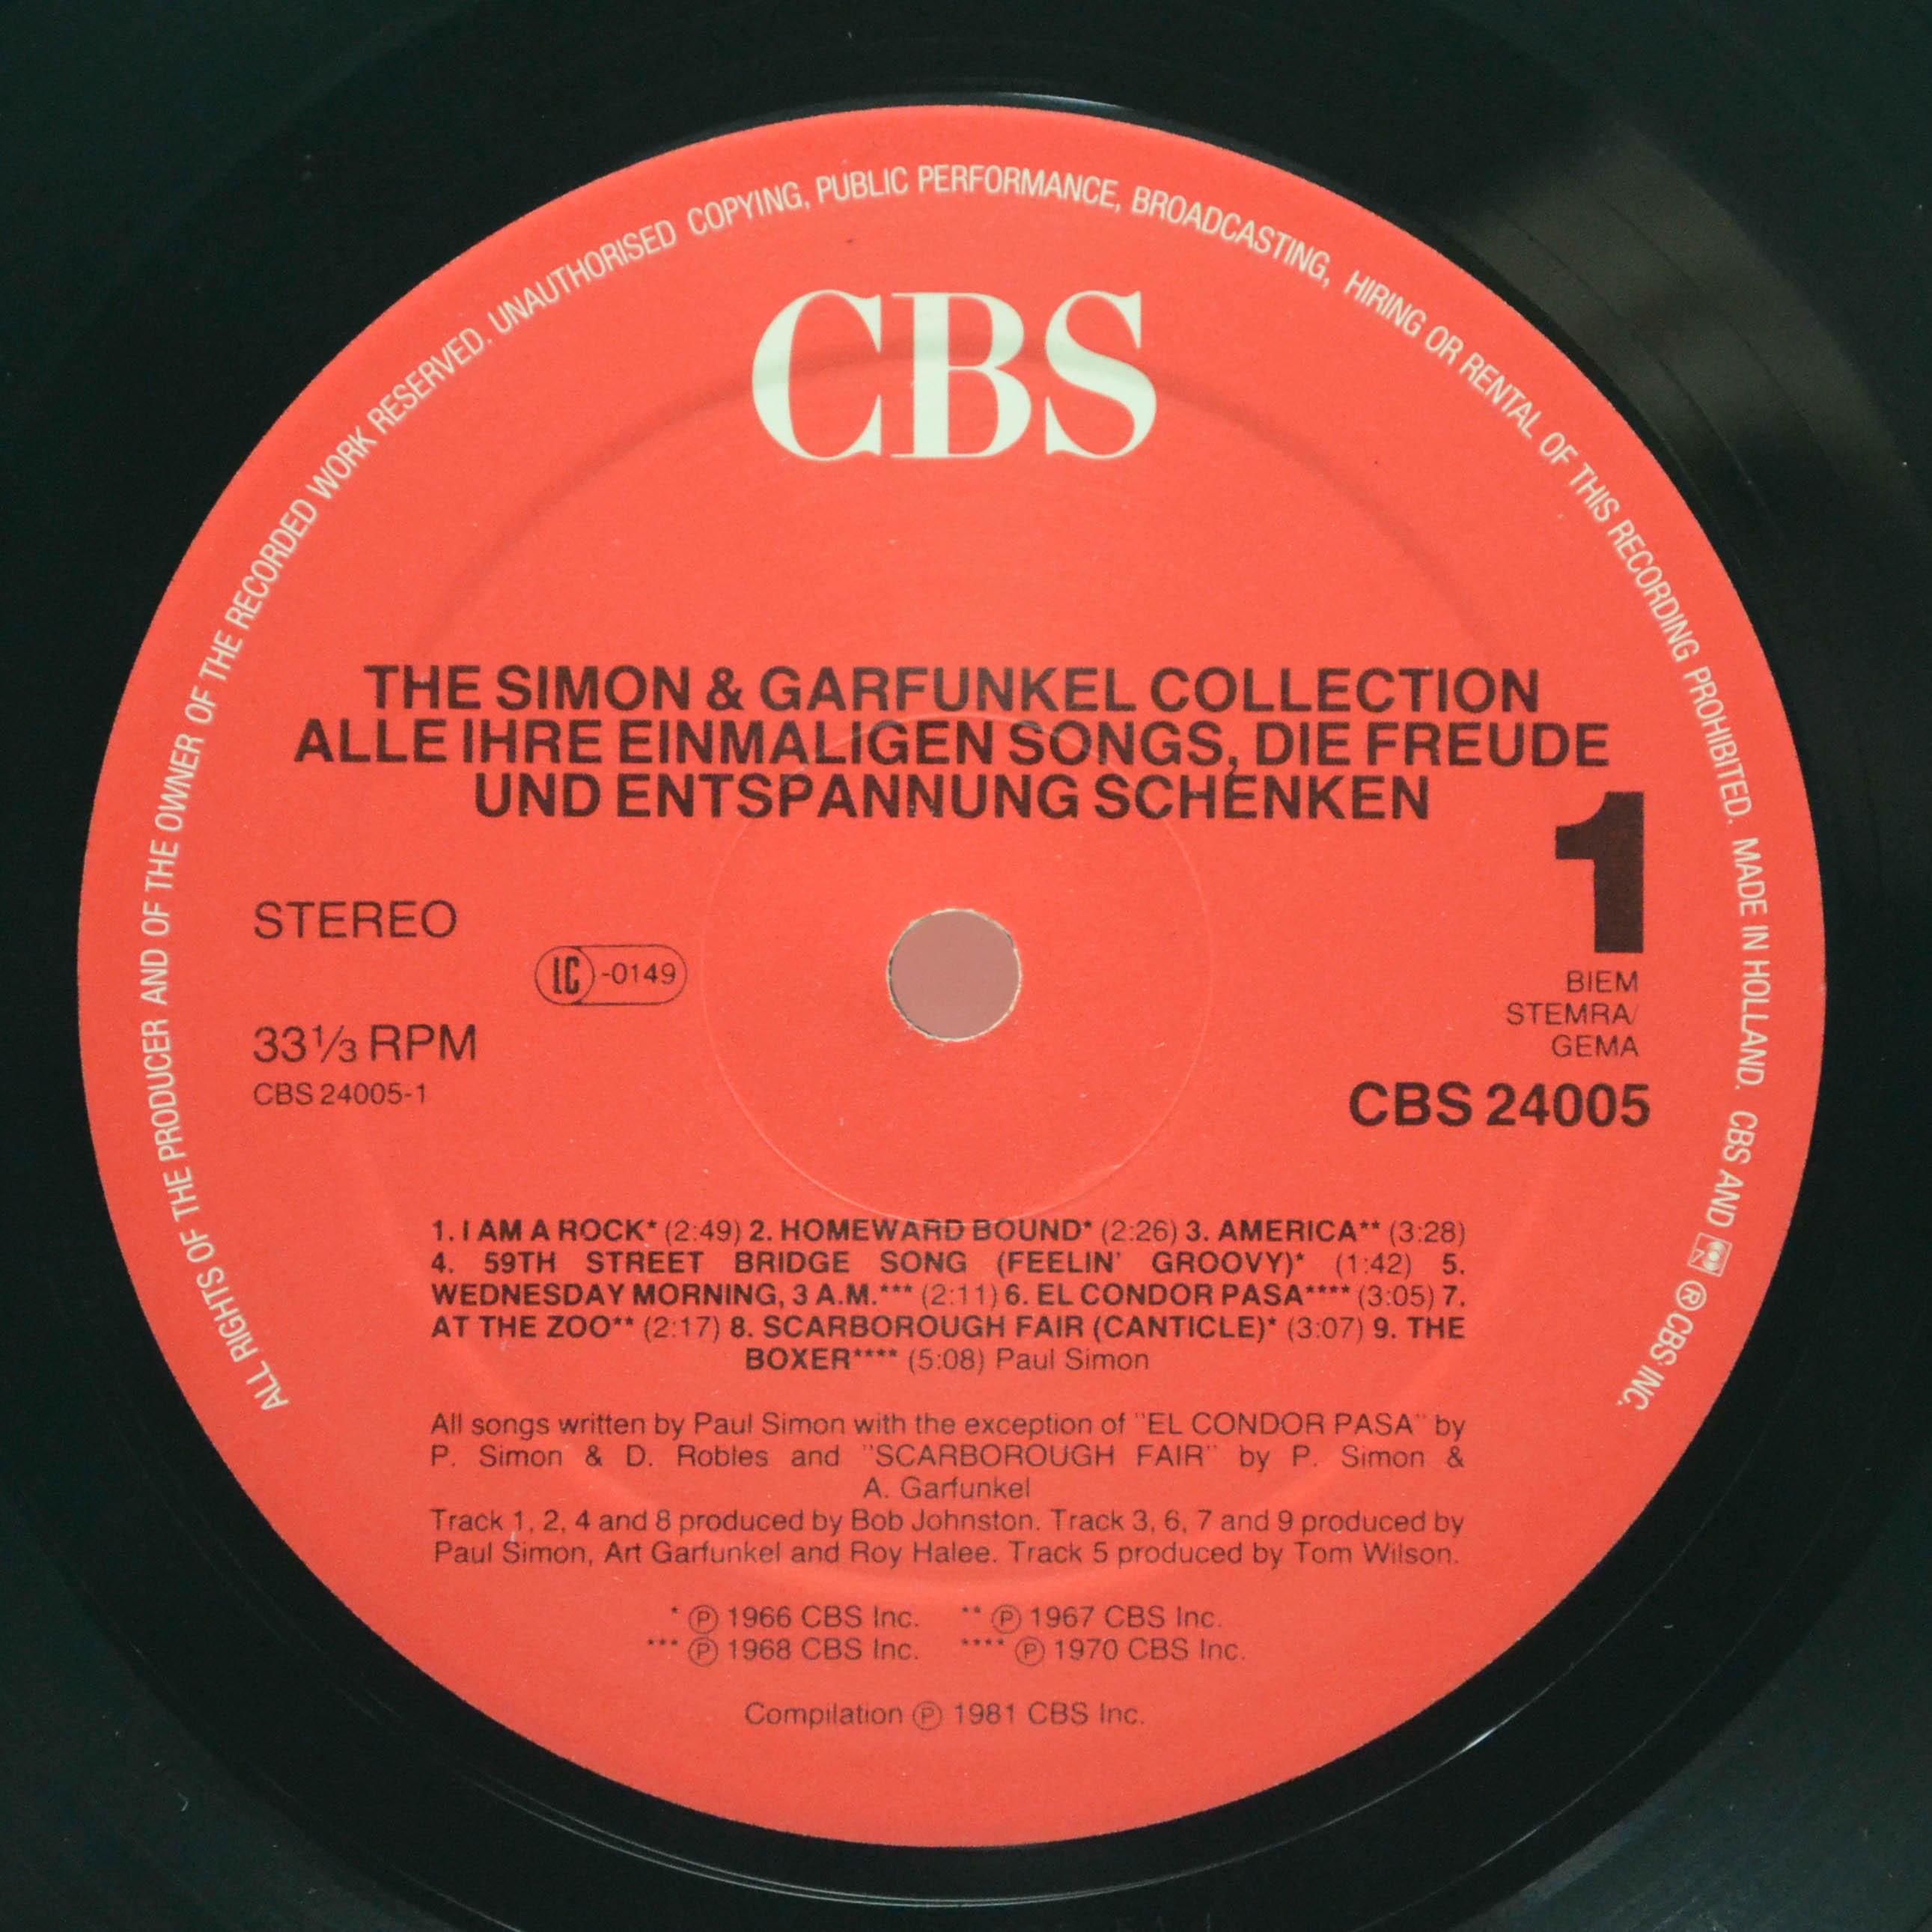 ALL RIGHTS OF THE PRODUCER AND OF THE OWNER OF THE RECORDED WORK RESERVED. UNAUTHORISED COPYING, PUBLIC PERFORMANCE, BROADCASTING, HIRING OR RENTAL OF THIS RECORDING PROHIBITED. MADE IN HOLLAND. CBS AND ℗ CBS INC.
CBS
THE SIMON & GARFUNKEL COLLECTION
ALLE IHRE EINMALIGEN SONGS, DIE FREUDE
UND ENTSPANNUNG SCHENKEN
1
STEREO
LC-0149
BIEM
STEMRA/
GEMA
33⅓ RPM
CBS 24005-1
CBS 24005
1. I AM A ROCK* (2:49) 2. HOMEWARD BOUND* (2:26) 3. AMERICA** (3:28)
4. 59TH STREET BRIDGE SONG (FEELIN' GROOVY)* (1:42) 5.
WEDNESDAY MORNING, 3 A.M.*** (2:11) 6. EL CONDOR PASA**** (3:05) 7.
AT THE ZOO** (2:17) 8. SCARBOROUGH FAIR (CANTICLE)* (3:07) 9. THE
BOXER**** (5:08) Paul Simon
All songs written by Paul Simon with the exception of "EL CONDOR PASA" by
P. Simon & D. Robles and "SCARBOROUGH FAIR" by P. Simon &
A. Garfunkel
Track 1, 2, 4 and 8 produced by Bob Johnston. Track 3, 6, 7 and 9 produced by
Paul Simon, Art Garfunkel and Roy Halee. Track 5 produced by Tom Wilson.
* ℗ 1966 CBS Inc. ** ℗ 1967 CBS Inc.
*** ℗ 1968 CBS Inc. **** ℗ 1970 CBS Inc.
Compilation ℗ 1981 CBS Inc.